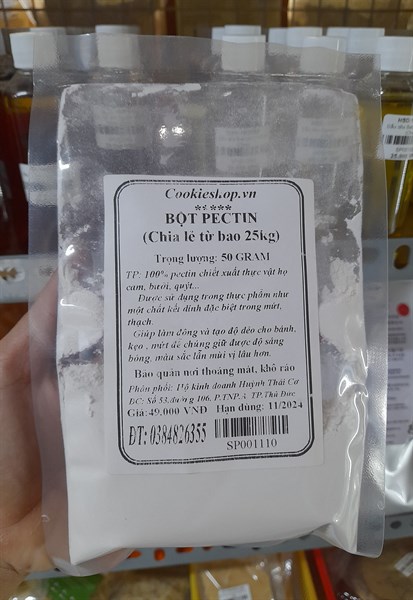 Cookieshop.vn
** ***
BỘT PECTIN
(Chia lẻ từ bao 25kg)
Trọng lượng: 50 GRAM
TP: 100% pectin chiết xuất thực vật họ
cam, bưởi, quýt...
Được sử dụng trong thực phẩm như
một chất kết dính đặc biệt trong mứt,
thạch.
Giúp làm đông và tạo độ dẻo cho bánh,
kẹo , mứt để chúng giữ được độ sáng
bóng, màu sắc lẫn mùi vị lâu hơn.
Bảo quản nơi thoáng mát, khô ráo
Phân phối: Hộ kinh doanh Huỳnh Thái Cơ
ĐC: Số 53,đường 106, P.TNP.A, TP.Thủ Đức
Giá:49.000 VNĐ Hạn dùng: 11/2024
ĐT: 0384826355
SP001110